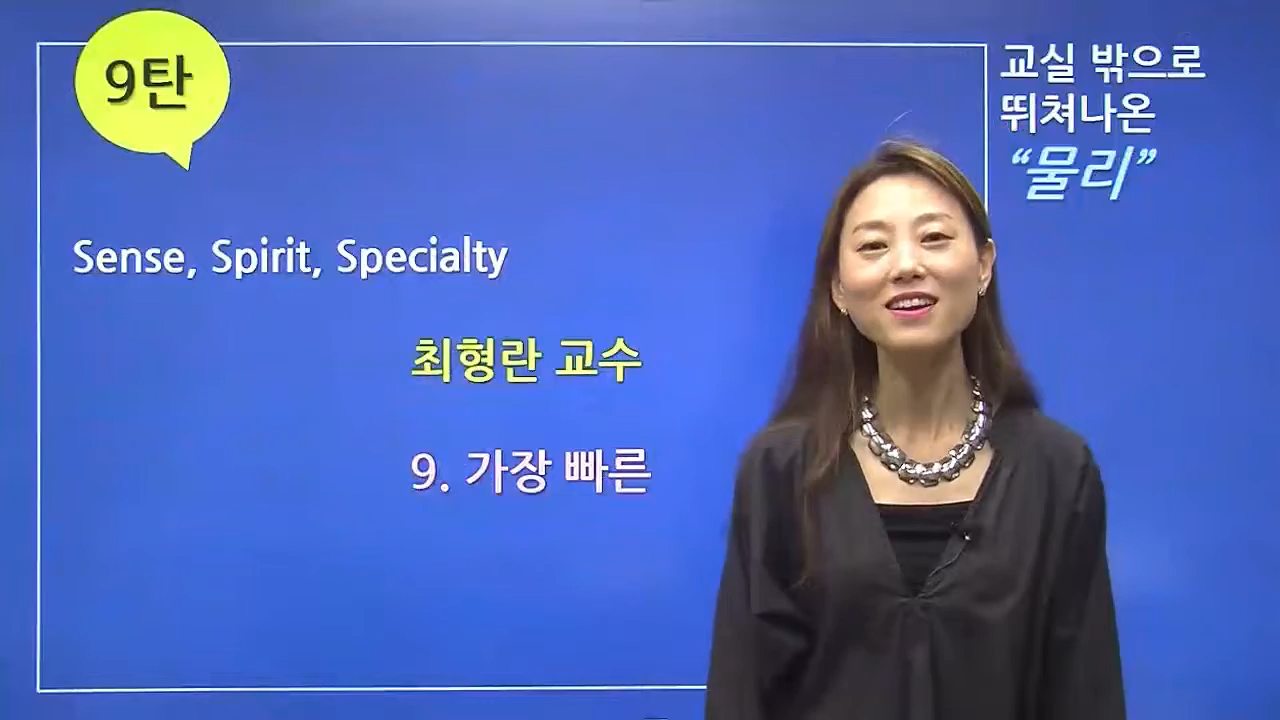 9탄
교실 밖으로
뛰쳐나온
“물리”
Sense, Spirit, Specialty
최형란 교수
9. 가장 빠른